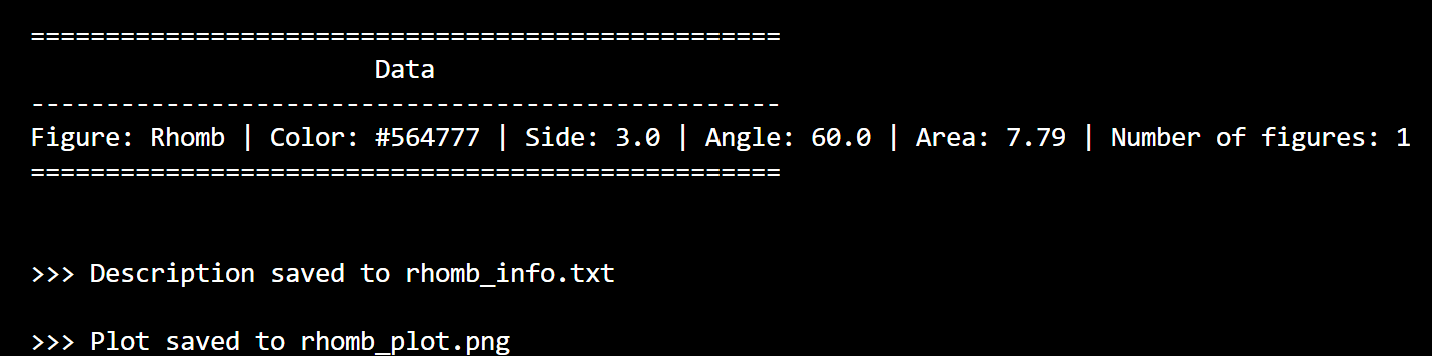 ==================================================
Data
--------------------------------------------------
Figure: Rhomb | Color: #564777 | Side: 3.0 | Angle: 60.0 | Area: 7.79 | Number of figures: 1
==================================================
>>> Description saved to rhomb_info.txt
>>> Plot saved to rhomb_plot.png